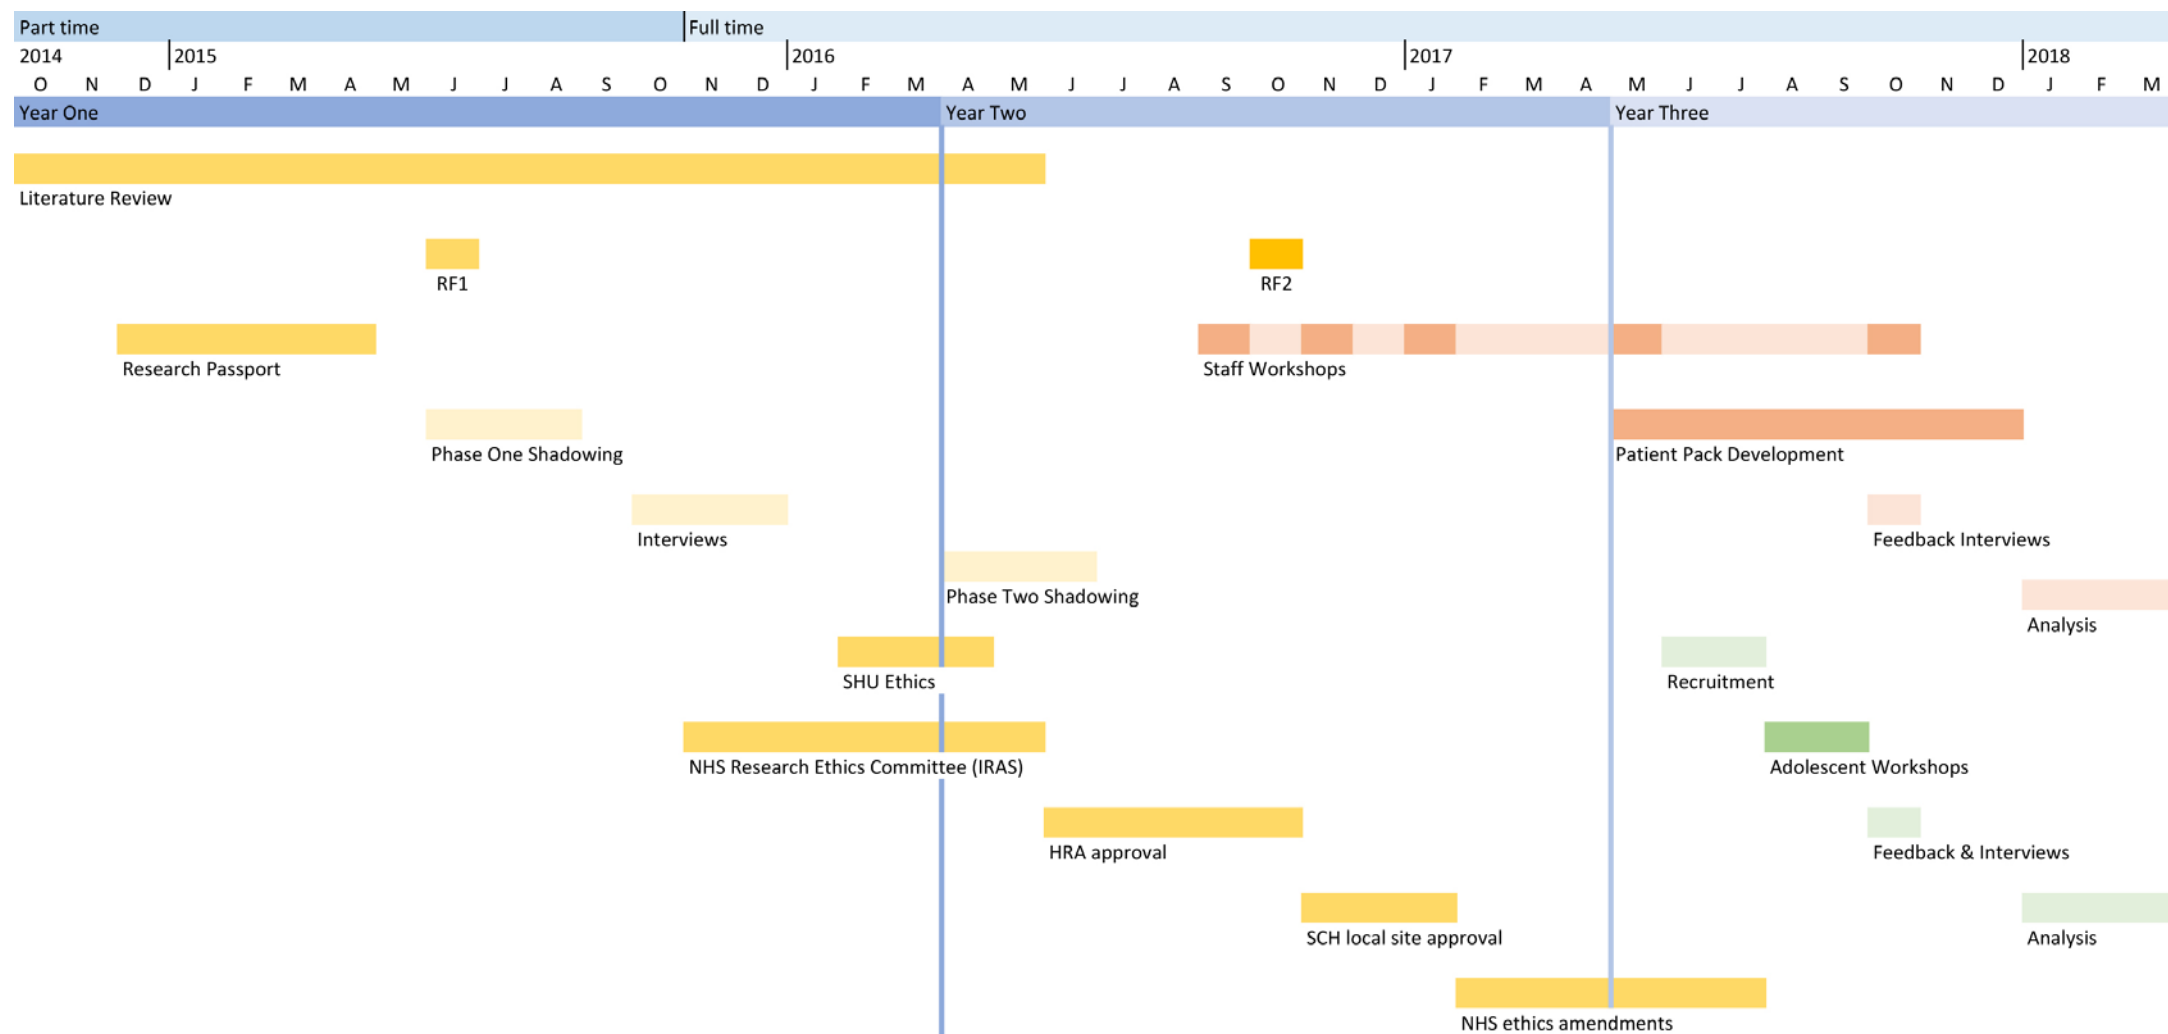 Part time Full time
2014 2015 2016 2017 2018
O N D J F M A M J J A S O N D J F M A M J J A S O N D J F M A M J J A S O N D J F M
Year One Year Two Year Three
Literature Review
RF1 RF2
Research Passport Staff Workshops
Phase One Shadowing Patient Pack Development
Interviews Feedback Interviews
Phase Two Shadowing
Analysis
SHU Ethics Recruitment
NHS Research Ethics Committee (IRAS) Adolescent Workshops
HRA approval Feedback & Interviews
SCH local site approval Analysis
NHS ethics amendments